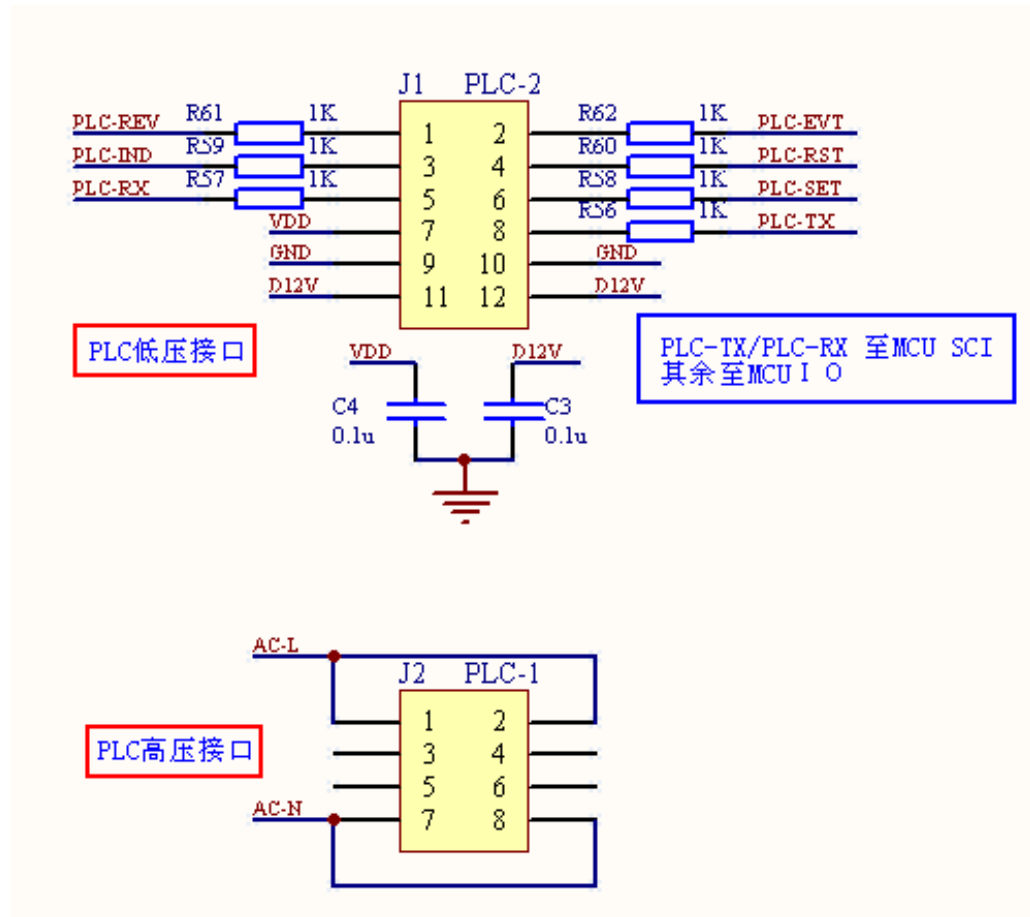 J1 PLC-2
PLC-REV R61 1K 1 2 R62 1K PLC-EVT
PLC-IND R59 1K 3 4 R60 1K PLC-RST
PLC-RX R57 1K 5 6 R58 1K PLC-SET
VDD 7 8 R56 1K PLC-TX
GND 9 10 GND
D12V 11 12 D12V
PLC低压接口
PLC-TX/PLC-RX 至MCU SCI
其余至MCUＩＯ
VDD D12V
C4 C3
0.1u 0.1u
AC-L
J2 PLC-1
1 2
3 4
5 6
AC-N 7 8
PLC高压接口